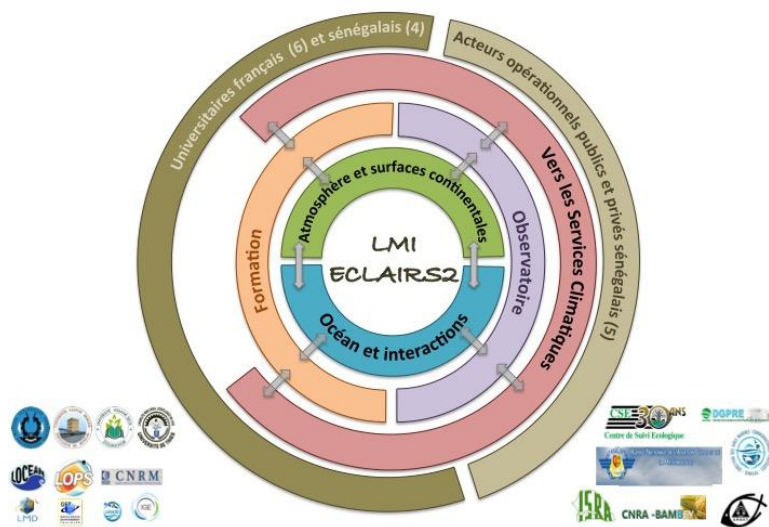 Universitaires français (6) et sénégalais (4)
Acteurs opérationnels publics et privés sénégalais (5)
Vers les Services Climatiques
Formation
Observatoire
Atmosphère et surfaces continentales
LMI
ECLAIRS2
Océan et interactions
LOCEAN
LOPS
CNRM
LMD
GET
IGE
CSE 30 ANS
Centre de Suivi Ecologique
DGPRE
ISRA
CNRA -BAMBEY